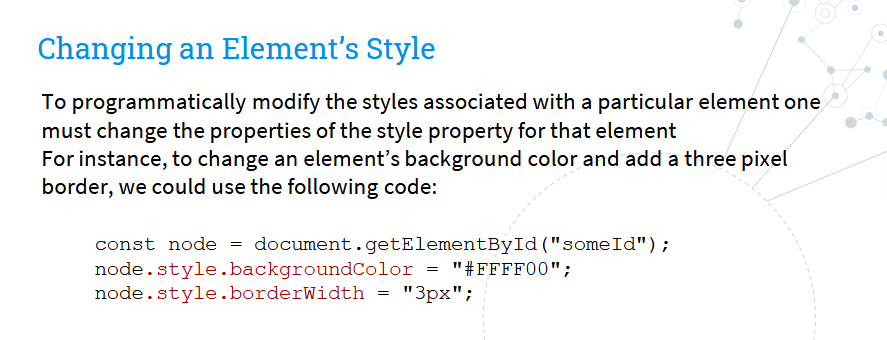 Changing an Element’s Style
To programmatically modify the styles associated with a particular element one
must change the properties of the style property for that element
For instance, to change an element’s background color and add a three pixel
border, we could use the following code:
const node = document.getElementById("someId");
node.style.backgroundColor = "#FFFF00";
node.style.borderWidth = "3px";